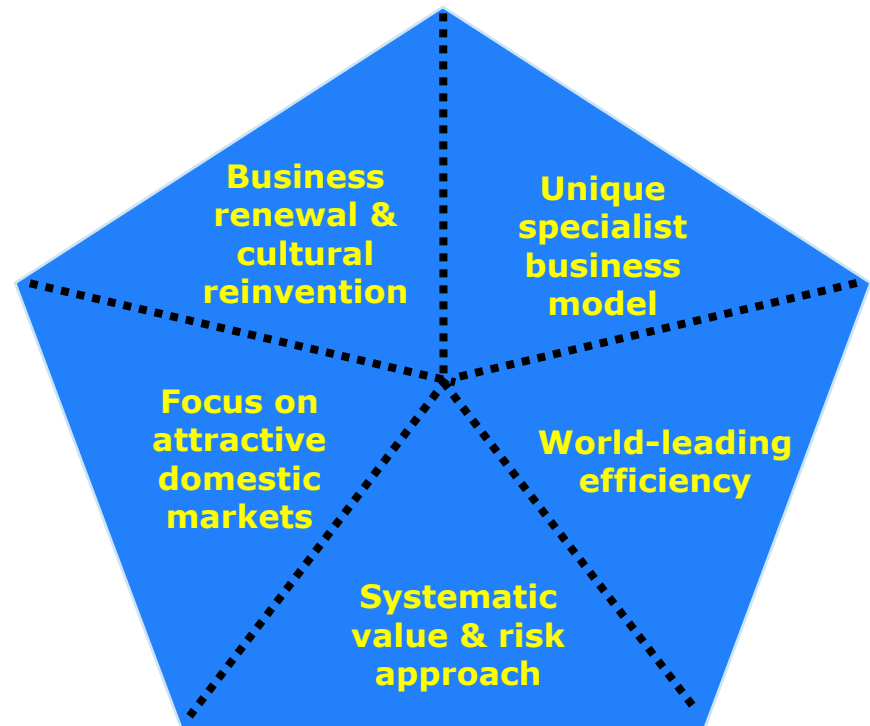 Business
renewal &
cultural
reinvention
Unique
specialist
business
model
Focus on
attractive
domestic
markets
World-leading
efficiency
Systematic
value & risk
approach